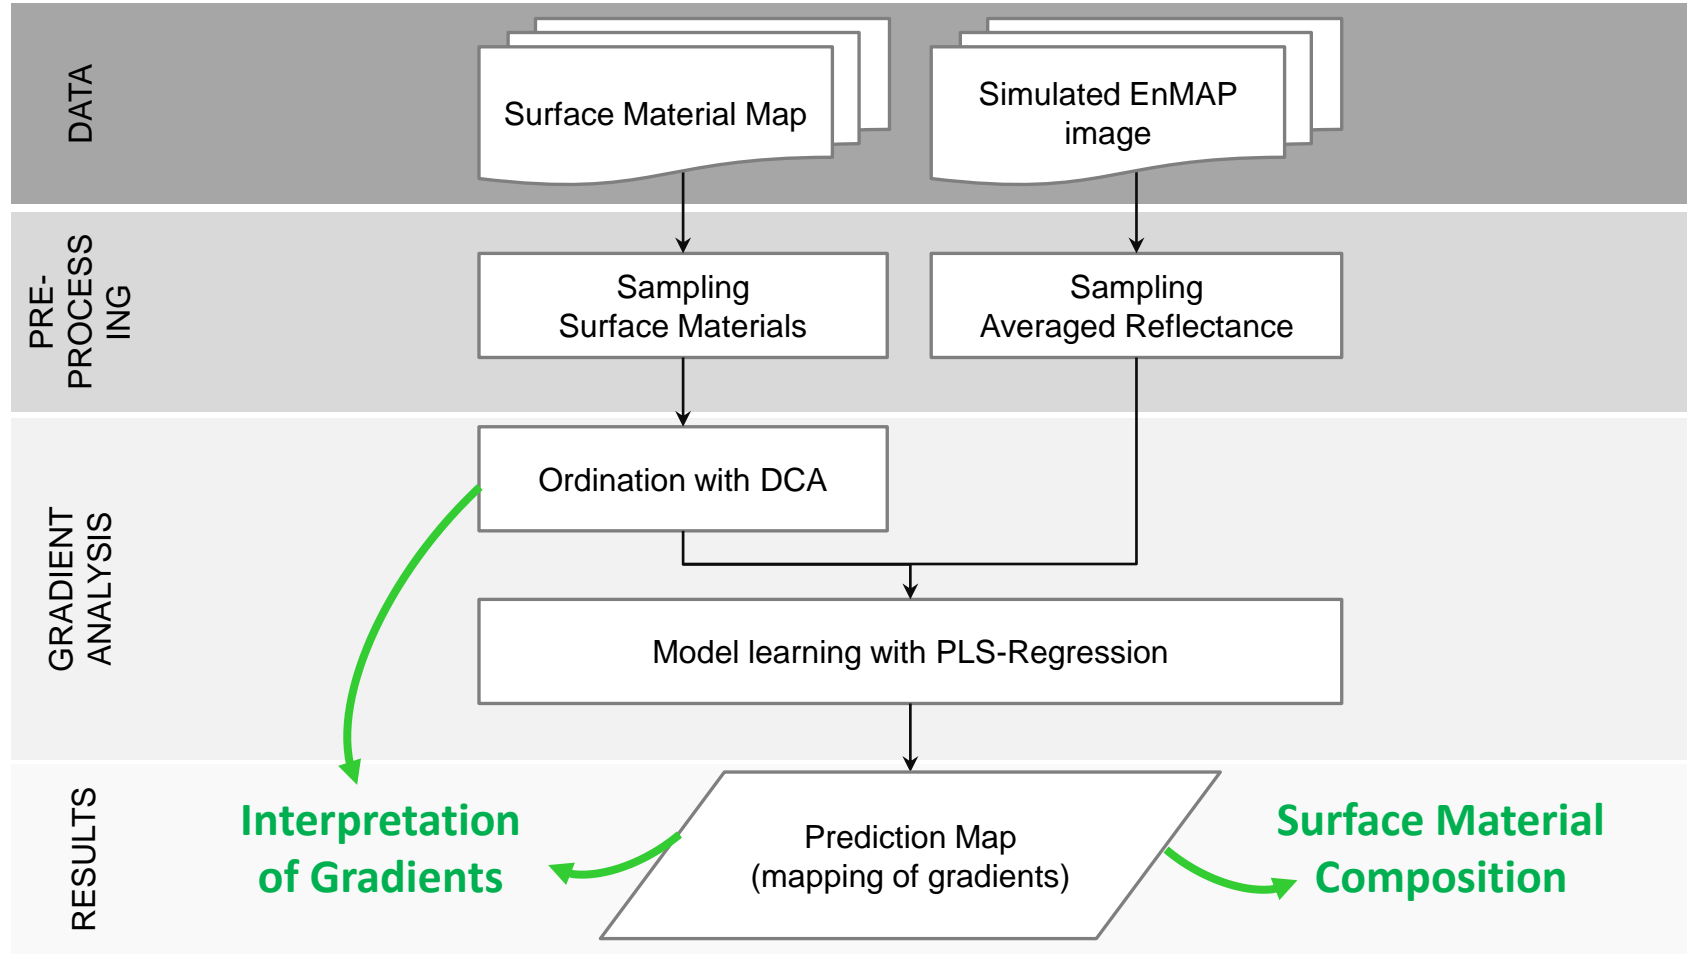 DATA
Surface Material Map
Simulated EnMAP
image
PRE-
PROCESS
ING
Sampling
Surface Materials
Sampling
Averaged Reflectance
GRADIENT
ANALYSIS
Ordination with DCA
Model learning with PLS-Regression
RESULTS
Interpretation
of Gradients
Prediction Map
(mapping of gradients)
Surface Material
Composition